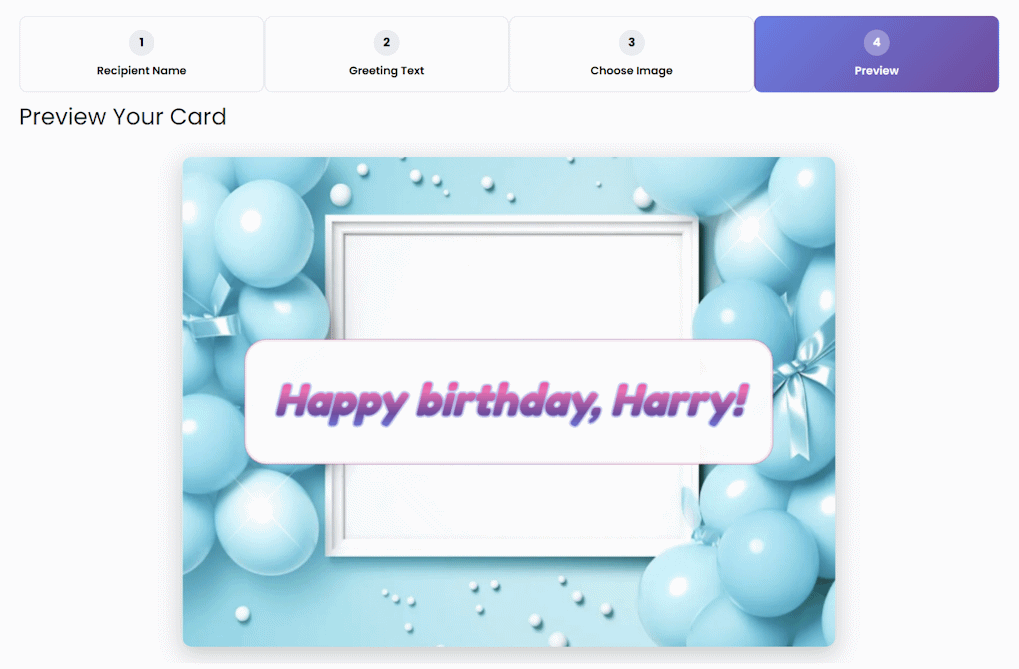 1
Recipient Name
2
Greeting Text
3
Choose Image
4
Preview
Preview Your Card
Happy birthday, Harry!